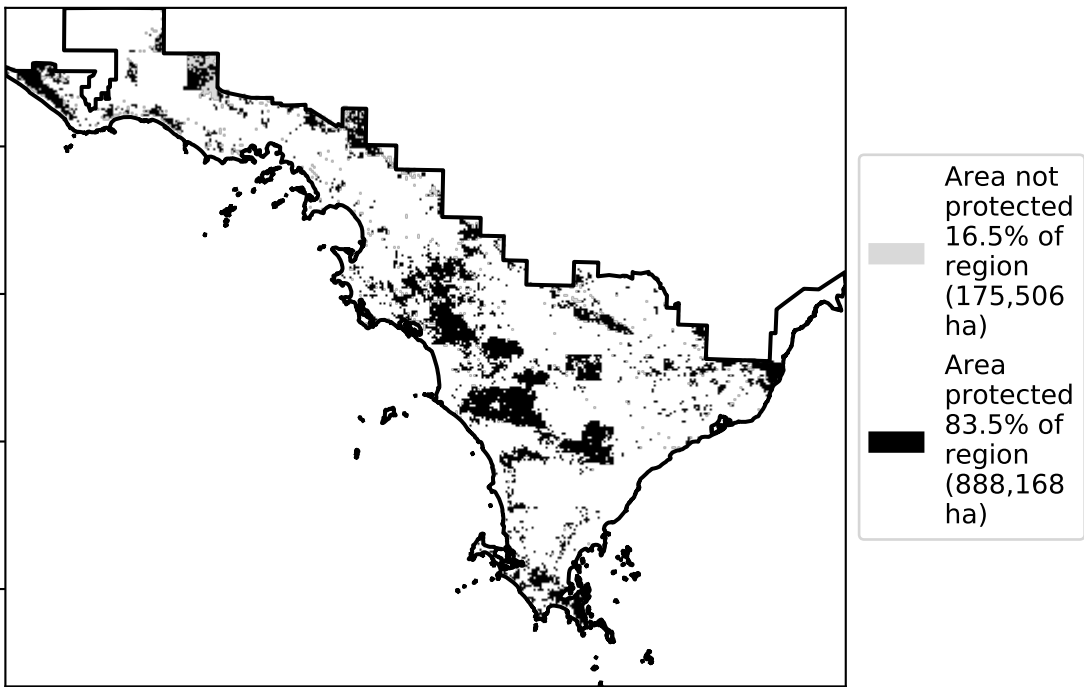 Area not
protected
16.5% of
region
(175,506
ha)
Area
protected
83.5% of
region
(888,168
ha)